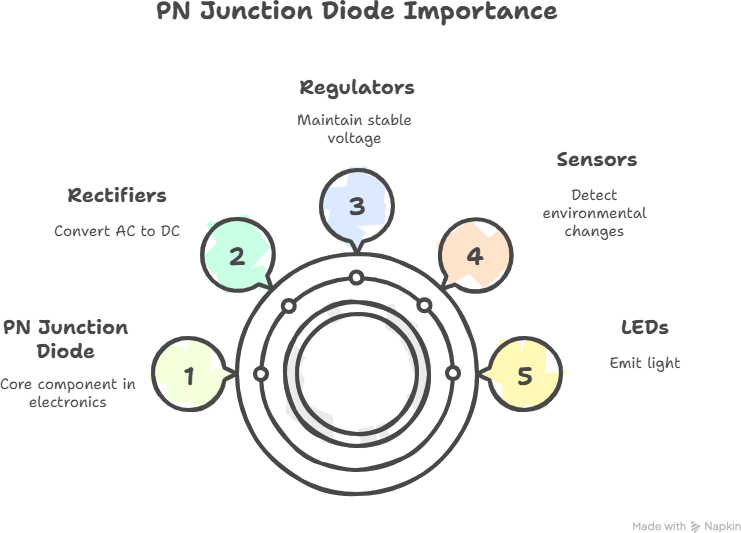 PN Junction Diode Importance
Regulators
Maintain stable
voltage
Sensors
Detect
environmental
changes
Rectifiers
Convert AC to DC
3
2
4
PN Junction
Diode
Core component in
electronics
1
5
LEDs
Emit light
Made with Napkin